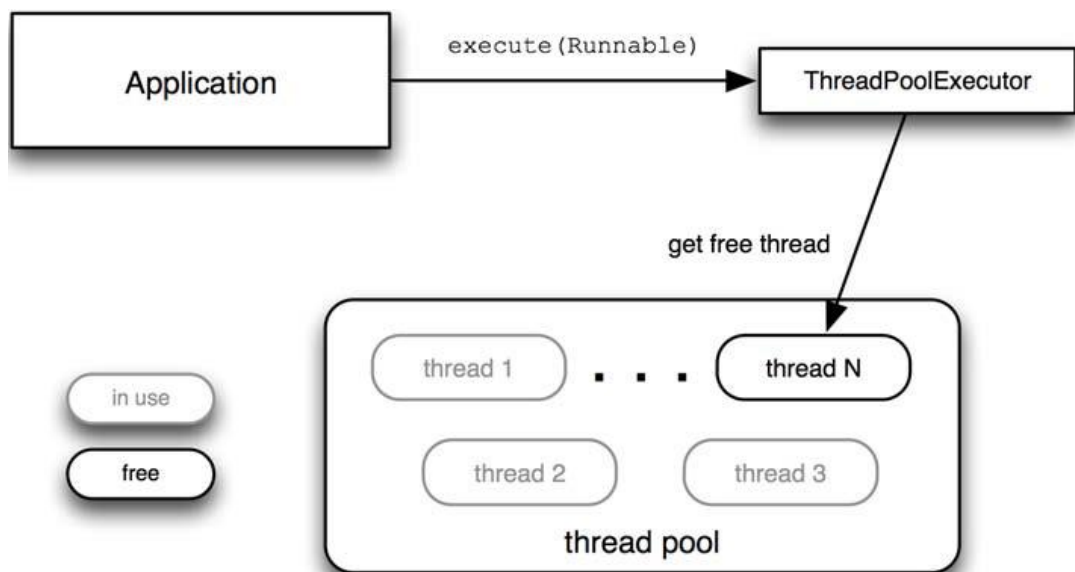 execute(Runnable)
Application
ThreadPoolExecutor
get free thread
thread 1
. . .
thread N
in use
free
thread 2
thread 3
thread pool